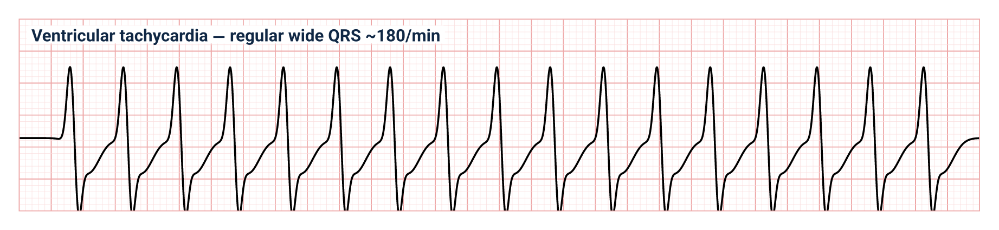 Ventricular tachycardia — regular wide QRS ~180/min